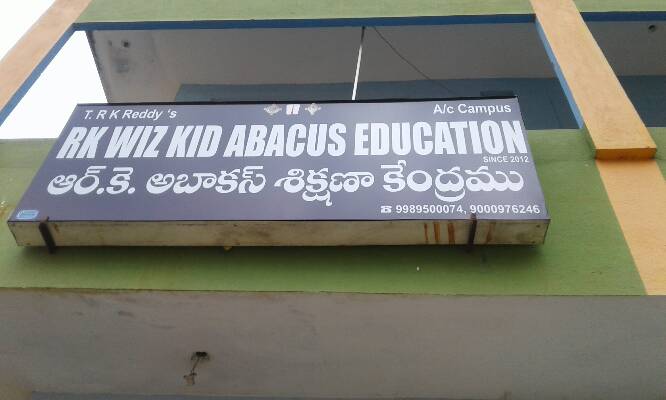 T. R K Reddy 's A/c Campus
RK WIZ KID ABACUS EDUCATION
SINCE 2012
ఆర్.కె. అబాకస్ శిక్షణా కేంద్రము
☎ 9989500074, 9000976246